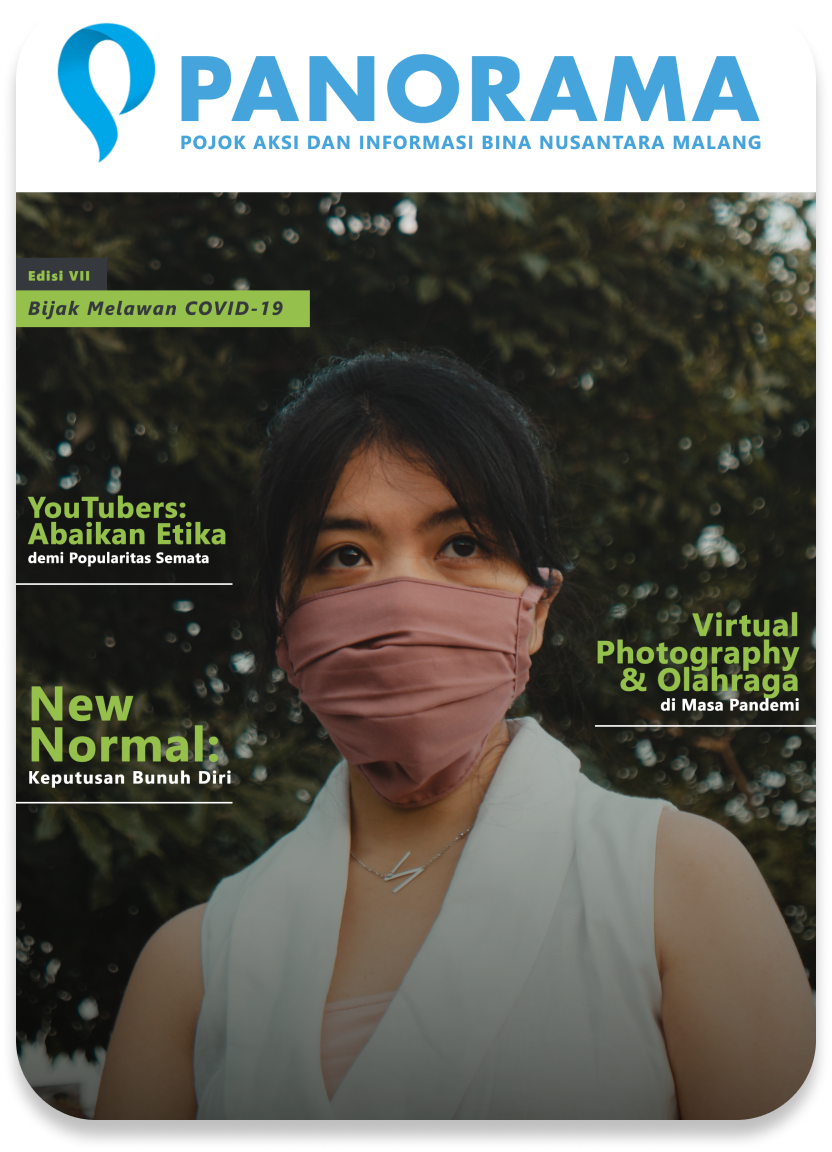 PANORAMA
POJOK AKSI DAN INFORMASI BINA NUSANTARA MALANG
Edisi VII
Bijak Melawan COVID-19
YouTubers:
Abaikan Etika
demi Popularitas Semata
Virtual
Photography
& Olahraga
di Masa Pandemi
New
Normal:
Keputusan Bunuh Diri